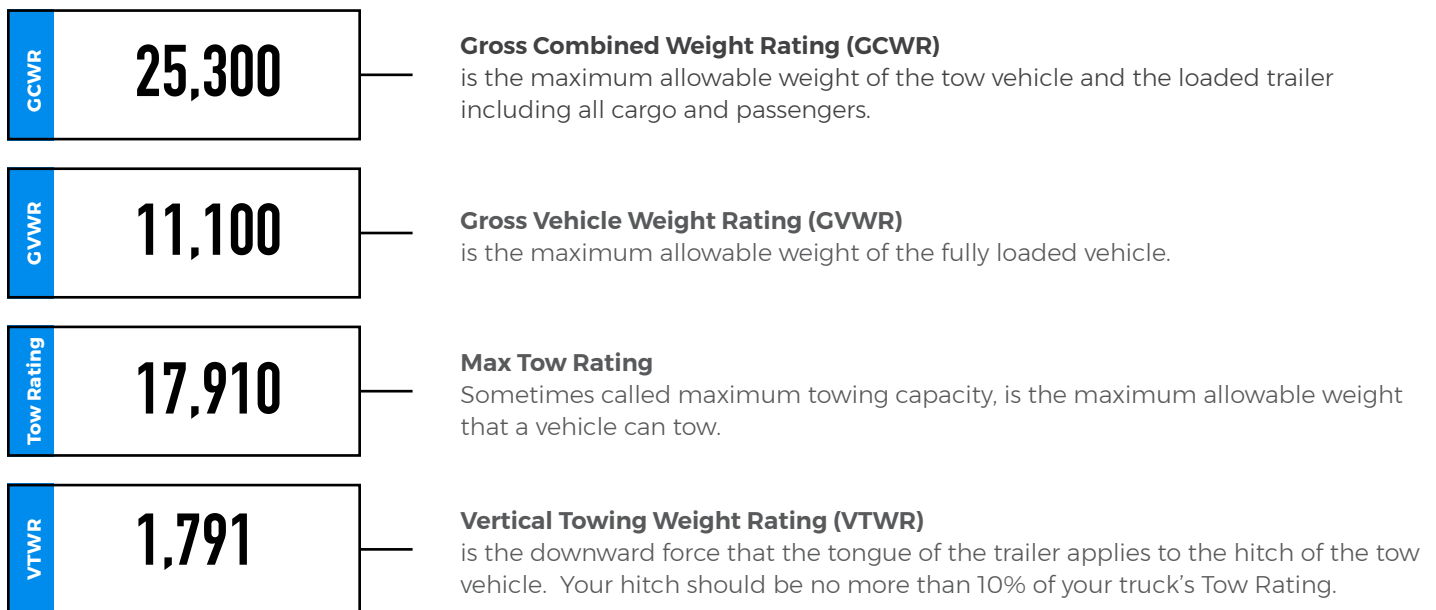 GCWR
25,300
Gross Combined Weight Rating (GCWR)
is the maximum allowable weight of the tow vehicle and the loaded trailer
including all cargo and passengers.
GVWR
11,100
Gross Vehicle Weight Rating (GVWR)
is the maximum allowable weight of the fully loaded vehicle.
Tow Rating
17,910
Max Tow Rating
Sometimes called maximum towing capacity, is the maximum allowable weight
that a vehicle can tow.
VTWR
1,791
Vertical Towing Weight Rating (VTWR)
is the downward force that the tongue of the trailer applies to the hitch of the tow
vehicle.  Your hitch should be no more than 10% of your truck's Tow Rating.